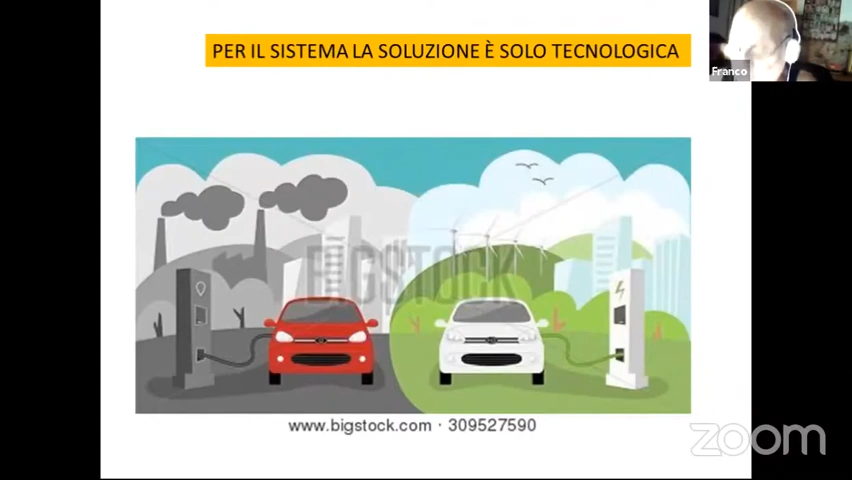 PER IL SISTEMA LA SOLUZIONE È SOLO TECNOLOGICA
Franco
BIGSTOCK
www.bigstock.com · 309527590
zoom